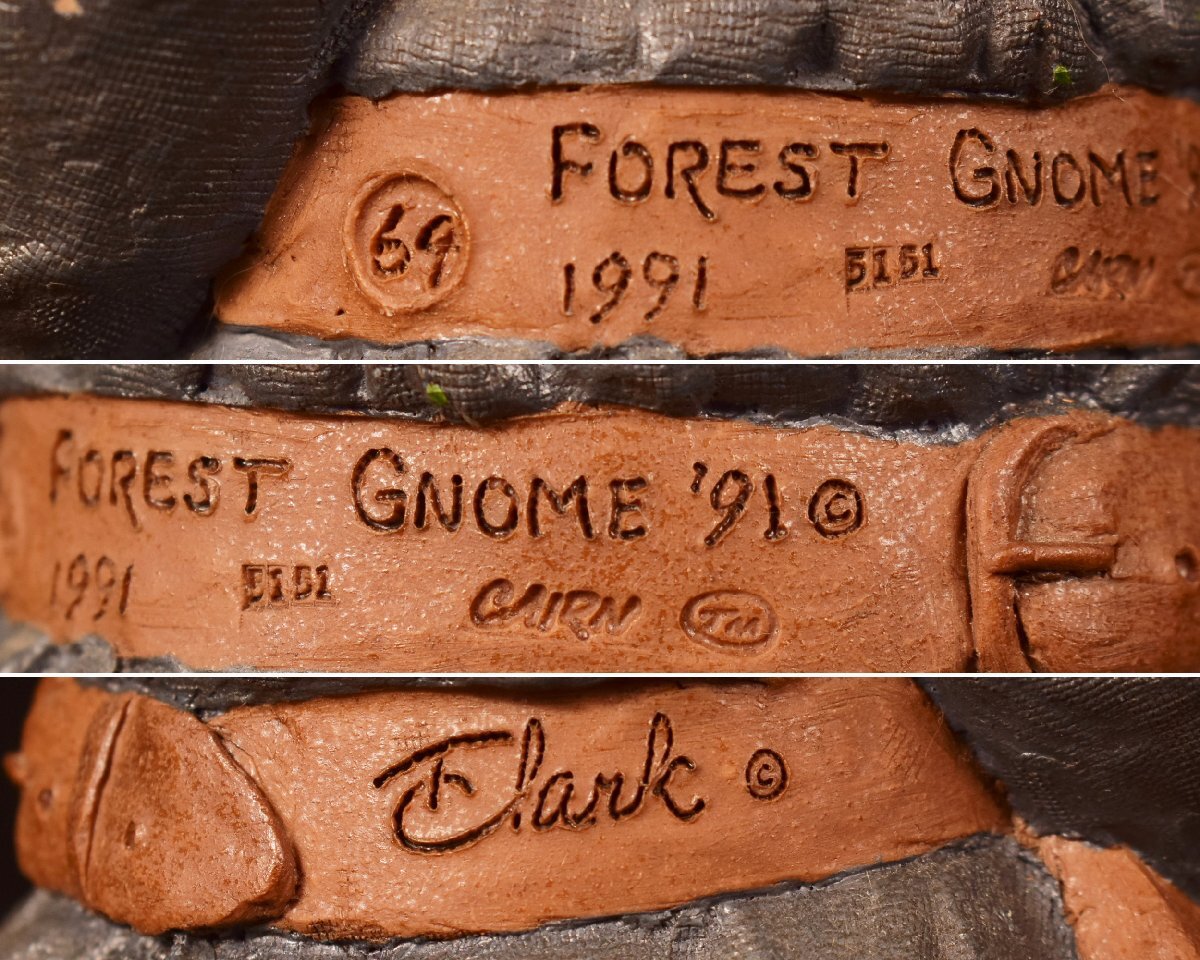 FOREST GNOME
69
1991 5151 CAIRN
FOREST GNOME '91 ©
1991 5151 CAIRN TM
T Clark ©